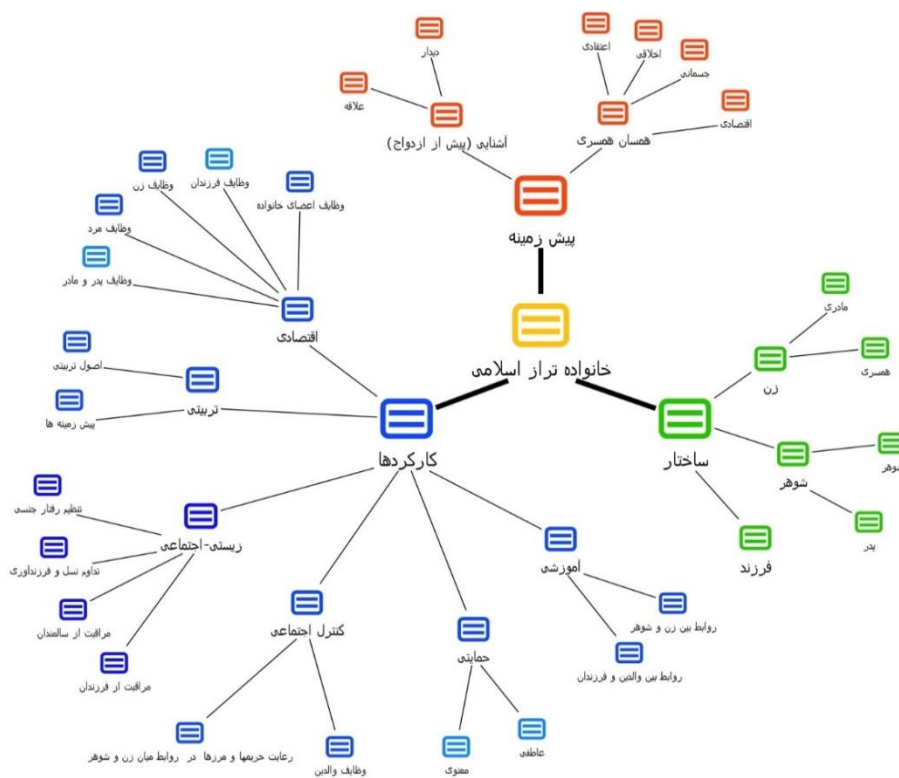 دیدار
علاقه
آشنایی (پیش از ازدواج)
اعتقادی
اخلاقی
جسمانی
اقتصادی
همسان همسری
پیش زمینه
خانواده تراز اسلامی
مادری
همسری
زن
ساختار
شوهر
پدر
فرزند
وظایف اعضای خانواده
وظایف فرزندان
وظایف زن
وظایف مرد
وظایف پدر و مادر
اقتصادی
اصول تربیتی
پیش زمینه ها
تربیتی
کارکردها
تنظیم رفتار جنسی
تداوم نسل و فرزندآوری
مراقبت از سالمندان
مراقبت از فرزندان
زیستی-اجتماعی
کنترل اجتماعی
رعایت حریمها و مرزها در روابط میان زن و شوهر
وظایف والدین
حمایتی
معنوی
عاطفی
آموزشی
روابط بین زن و شوهر
روابط بین والدین و فرزندان